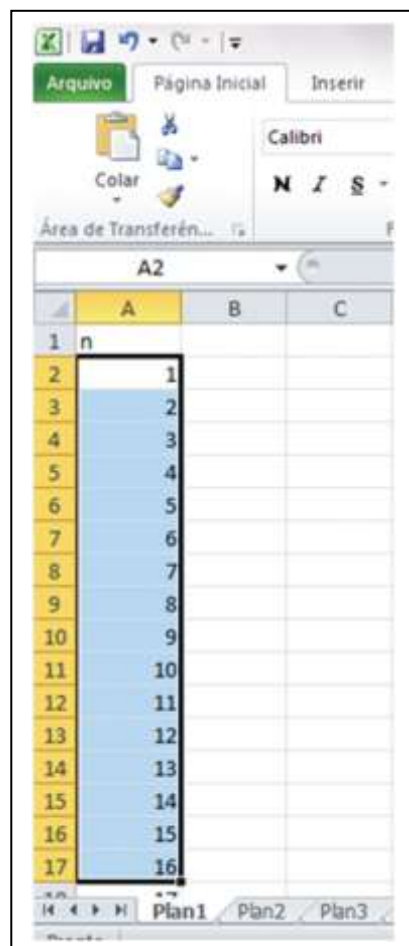 Arquivo Página Inicial Inserir
Calibri
Colar
N I S
Área de Transferên...
A2
A B C
1 n
2 1
3 2
4 3
5 4
6 5
7 6
8 7
9 8
10 9
11 10
12 11
13 12
14 13
15 14
16 15
17 16
Plan1 Plan2 Plan3